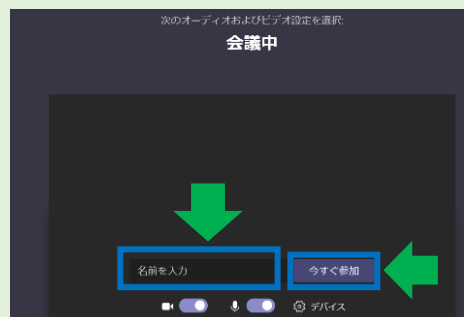 次のオーディオおよびビデオ設定を選択:
会議中
名前を入力
今すぐ参加
デバイス